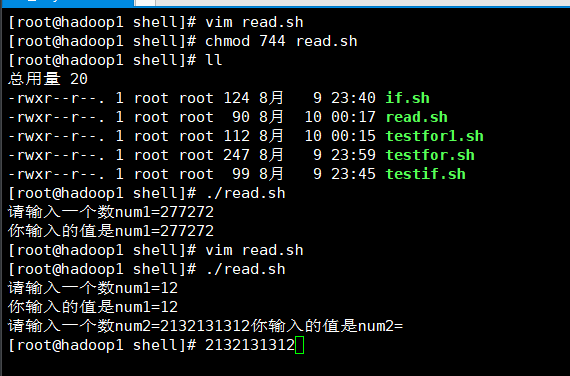 [root@hadoop1 shell]# vim read.sh
[root@hadoop1 shell]# chmod 744 read.sh
[root@hadoop1 shell]# ll
总用量 20
-rwxr--r--. 1 root root 124 8月   9 23:40 if.sh
-rwxr--r--. 1 root root  90 8月  10 00:17 read.sh
-rwxr--r--. 1 root root 112 8月  10 00:15 testfor1.sh
-rwxr--r--. 1 root root 247 8月   9 23:59 testfor.sh
-rwxr--r--. 1 root root  99 8月   9 23:45 testif.sh
[root@hadoop1 shell]# ./read.sh
请输入一个数num1=277272
你输入的值是num1=277272
[root@hadoop1 shell]# vim read.sh
[root@hadoop1 shell]# ./read.sh
请输入一个数num1=12
你输入的值是num1=12
请输入一个数num2=2132131312你输入的值是num2=
[root@hadoop1 shell]# 2132131312